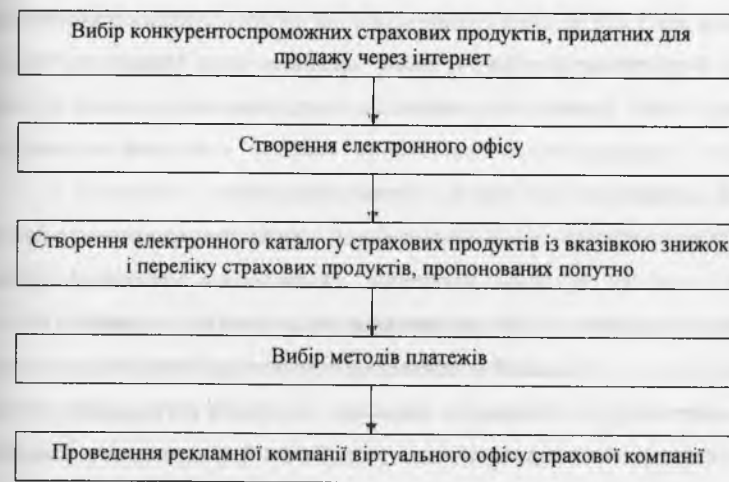 Вибір конкурентоспроможних страхових продуктів, придатних для
продажу через інтернет
Створення електронного офісу
Створення електронного каталогу страхових продуктів із вказівкою знижок
і переліку страхових продуктів, пропонованих попутно
Вибір методів платежів
Проведення рекламної компанії віртуального офісу страхової компанії